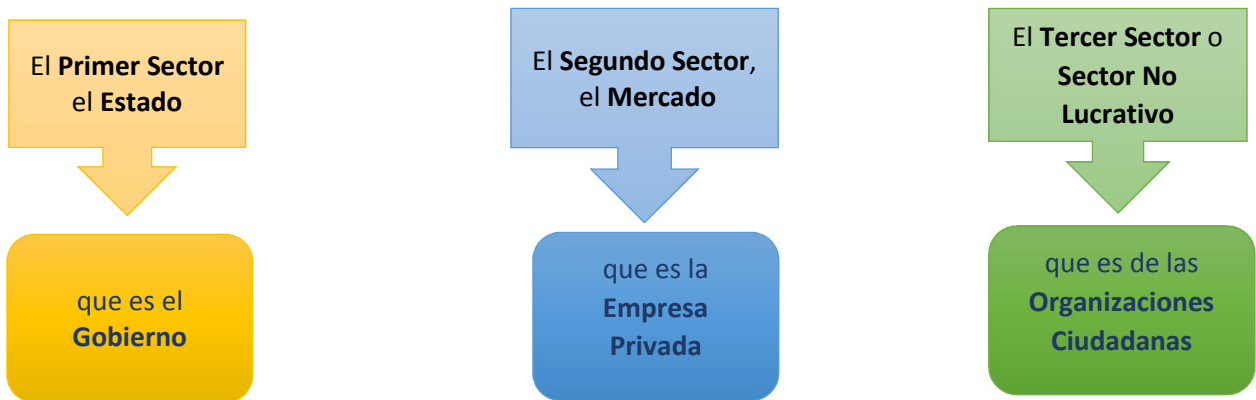 El Primer Sector
el Estado
que es el
Gobierno
El Segundo Sector,
el Mercado
que es la
Empresa
Privada
El Tercer Sector o
Sector No
Lucrativo
que es de las
Organizaciones
Ciudadanas